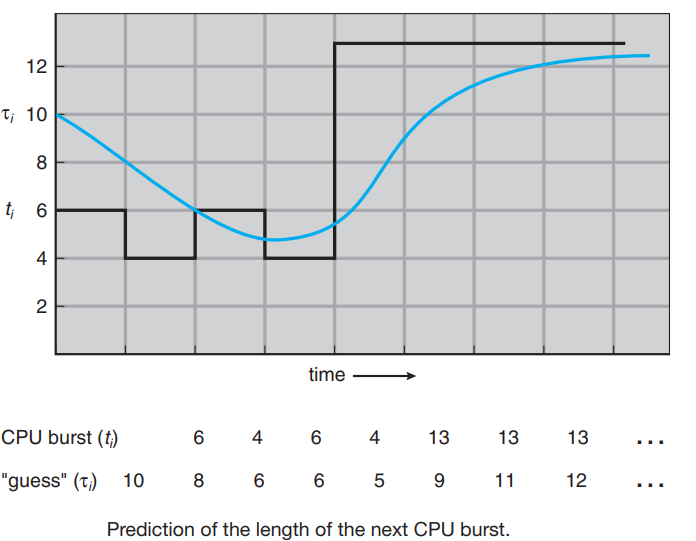 12
τi 10
8
ti 6
4
2
time
CPU burst (ti) 6 4 6 4 13 13 13 ...
"guess" (τi) 10 8 6 6 5 9 11 12 ...
Prediction of the length of the next CPU burst.